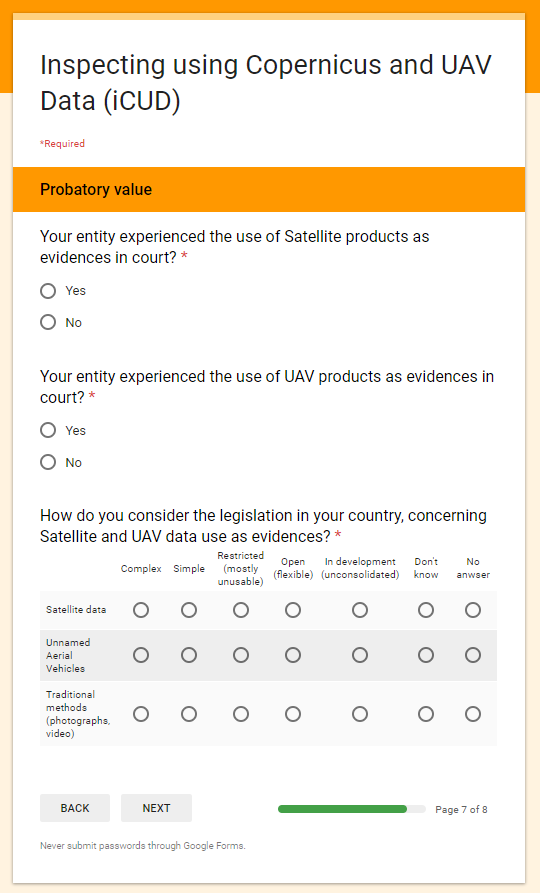 Inspecting using Copernicus and UAV
Data (iCUD)
*Required
Probatory value
Your entity experienced the use of Satellite products as
evidences in court? *
Yes
No
Your entity experienced the use of UAV products as evidences in
court? *
Yes
No
How do you consider the legislation in your country, concerning
Satellite and UAV data use as evidences? *
Complex
Simple
Restricted
(mostly
unusable)
Open
(flexible)
In development
(unconsolidated)
Don't
know
No
anwser
Satellite data
Unnamed
Aerial
Vehicles
Traditional
methods
(photographs,
video)
BACK
NEXT
Page 7 of 8
Never submit passwords through Google Forms.